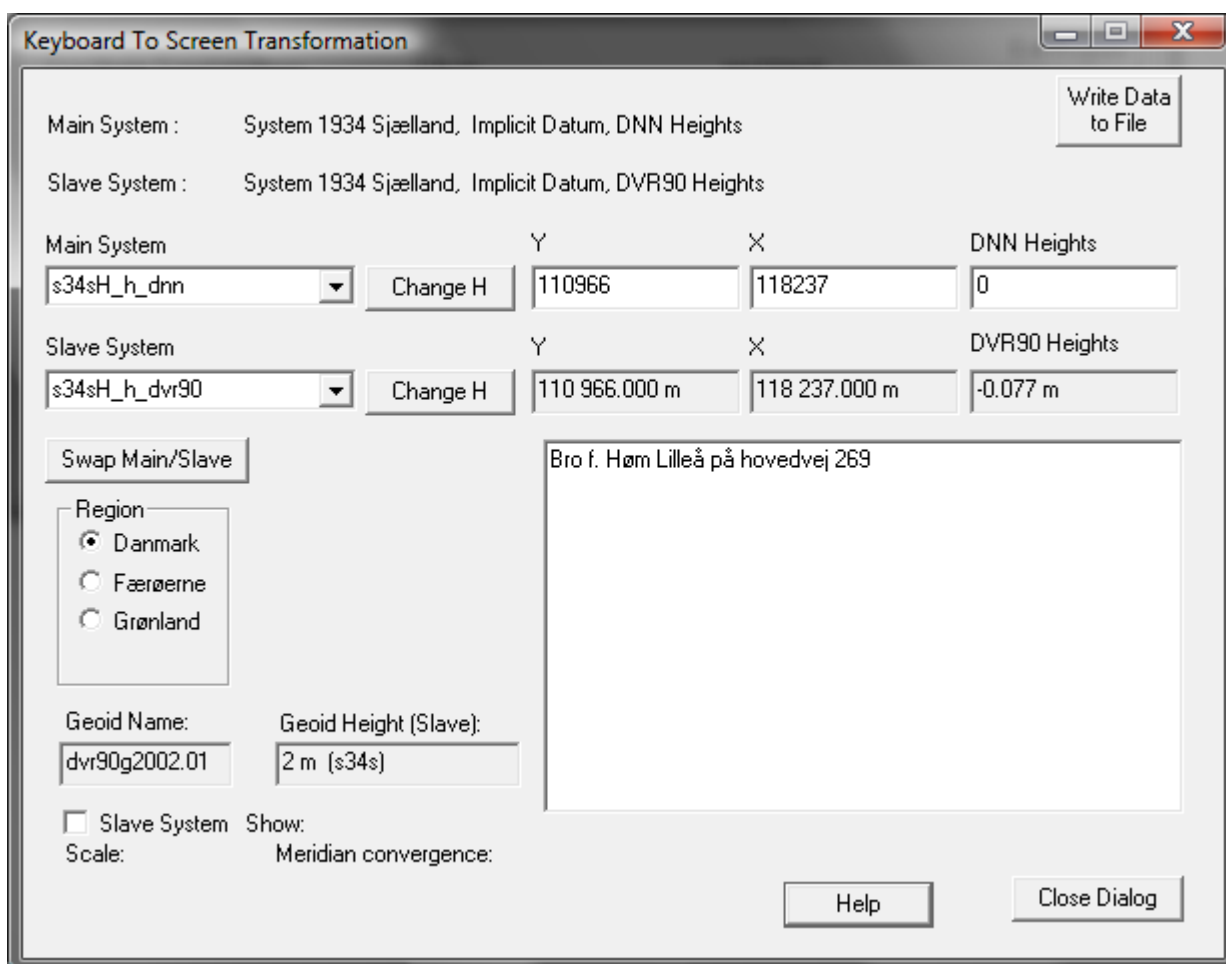 Keyboard To Screen Transformation
Write Data
to File
Main System : System 1934 Sjælland, Implicit Datum, DNN Heights
Slave System : System 1934 Sjælland, Implicit Datum, DVR90 Heights
Main System Y X DNN Heights
s34sH_h_dnn Change H 110966 118237 0
Slave System Y X DVR90 Heights
s34sH_h_dvr90 Change H 110 966.000 m 118 237.000 m -0.077 m
Swap Main/Slave
Bro f. Høm Lilleå på hovedvej 269
Region
Danmark
Færøerne
Grønland
Geoid Name: Geoid Height (Slave):
dvr90g2002.01 2 m (s34s)
Slave System Show:
Scale: Meridian convergence:
Help Close Dialog